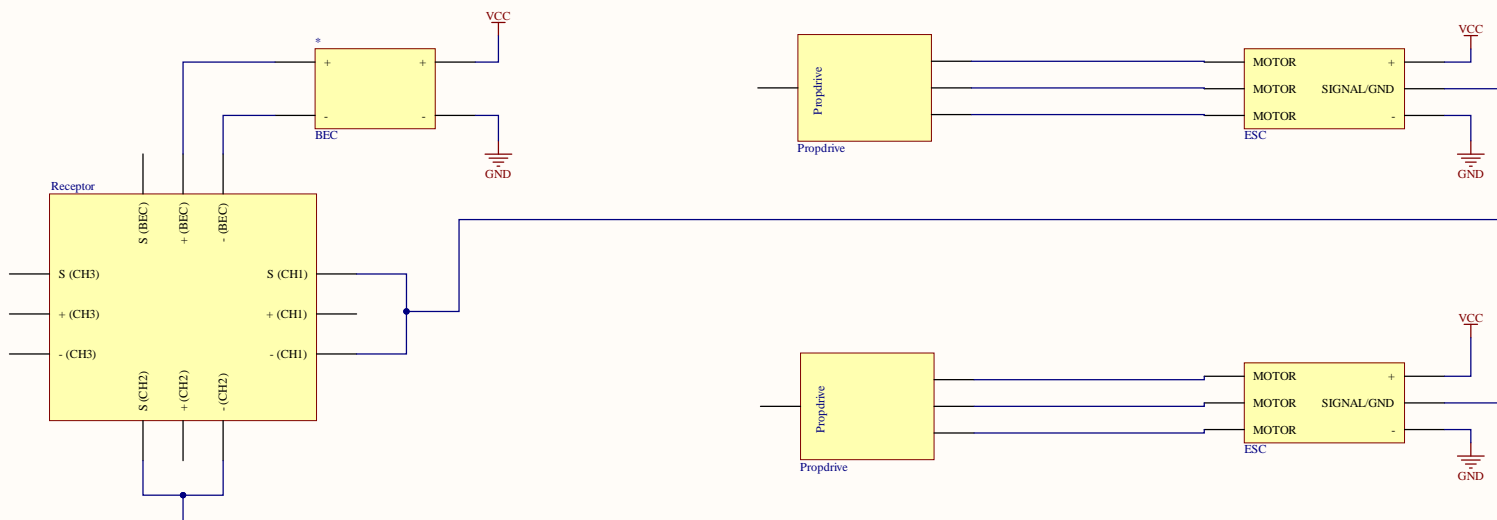 VCC
*
+ +
- -
BEC
GND
Receptor
S (BEC)
+ (BEC)
- (BEC)
S (CH3)
+ (CH3)
- (CH3)
S (CH1)
+ (CH1)
- (CH1)
S (CH2)
+ (CH2)
- (CH2)
Propdrive
Propdrive
VCC
MOTOR +
MOTOR SIGNAL/GND
MOTOR -
ESC
GND
Propdrive
Propdrive
VCC
MOTOR +
MOTOR SIGNAL/GND
MOTOR -
ESC
GND